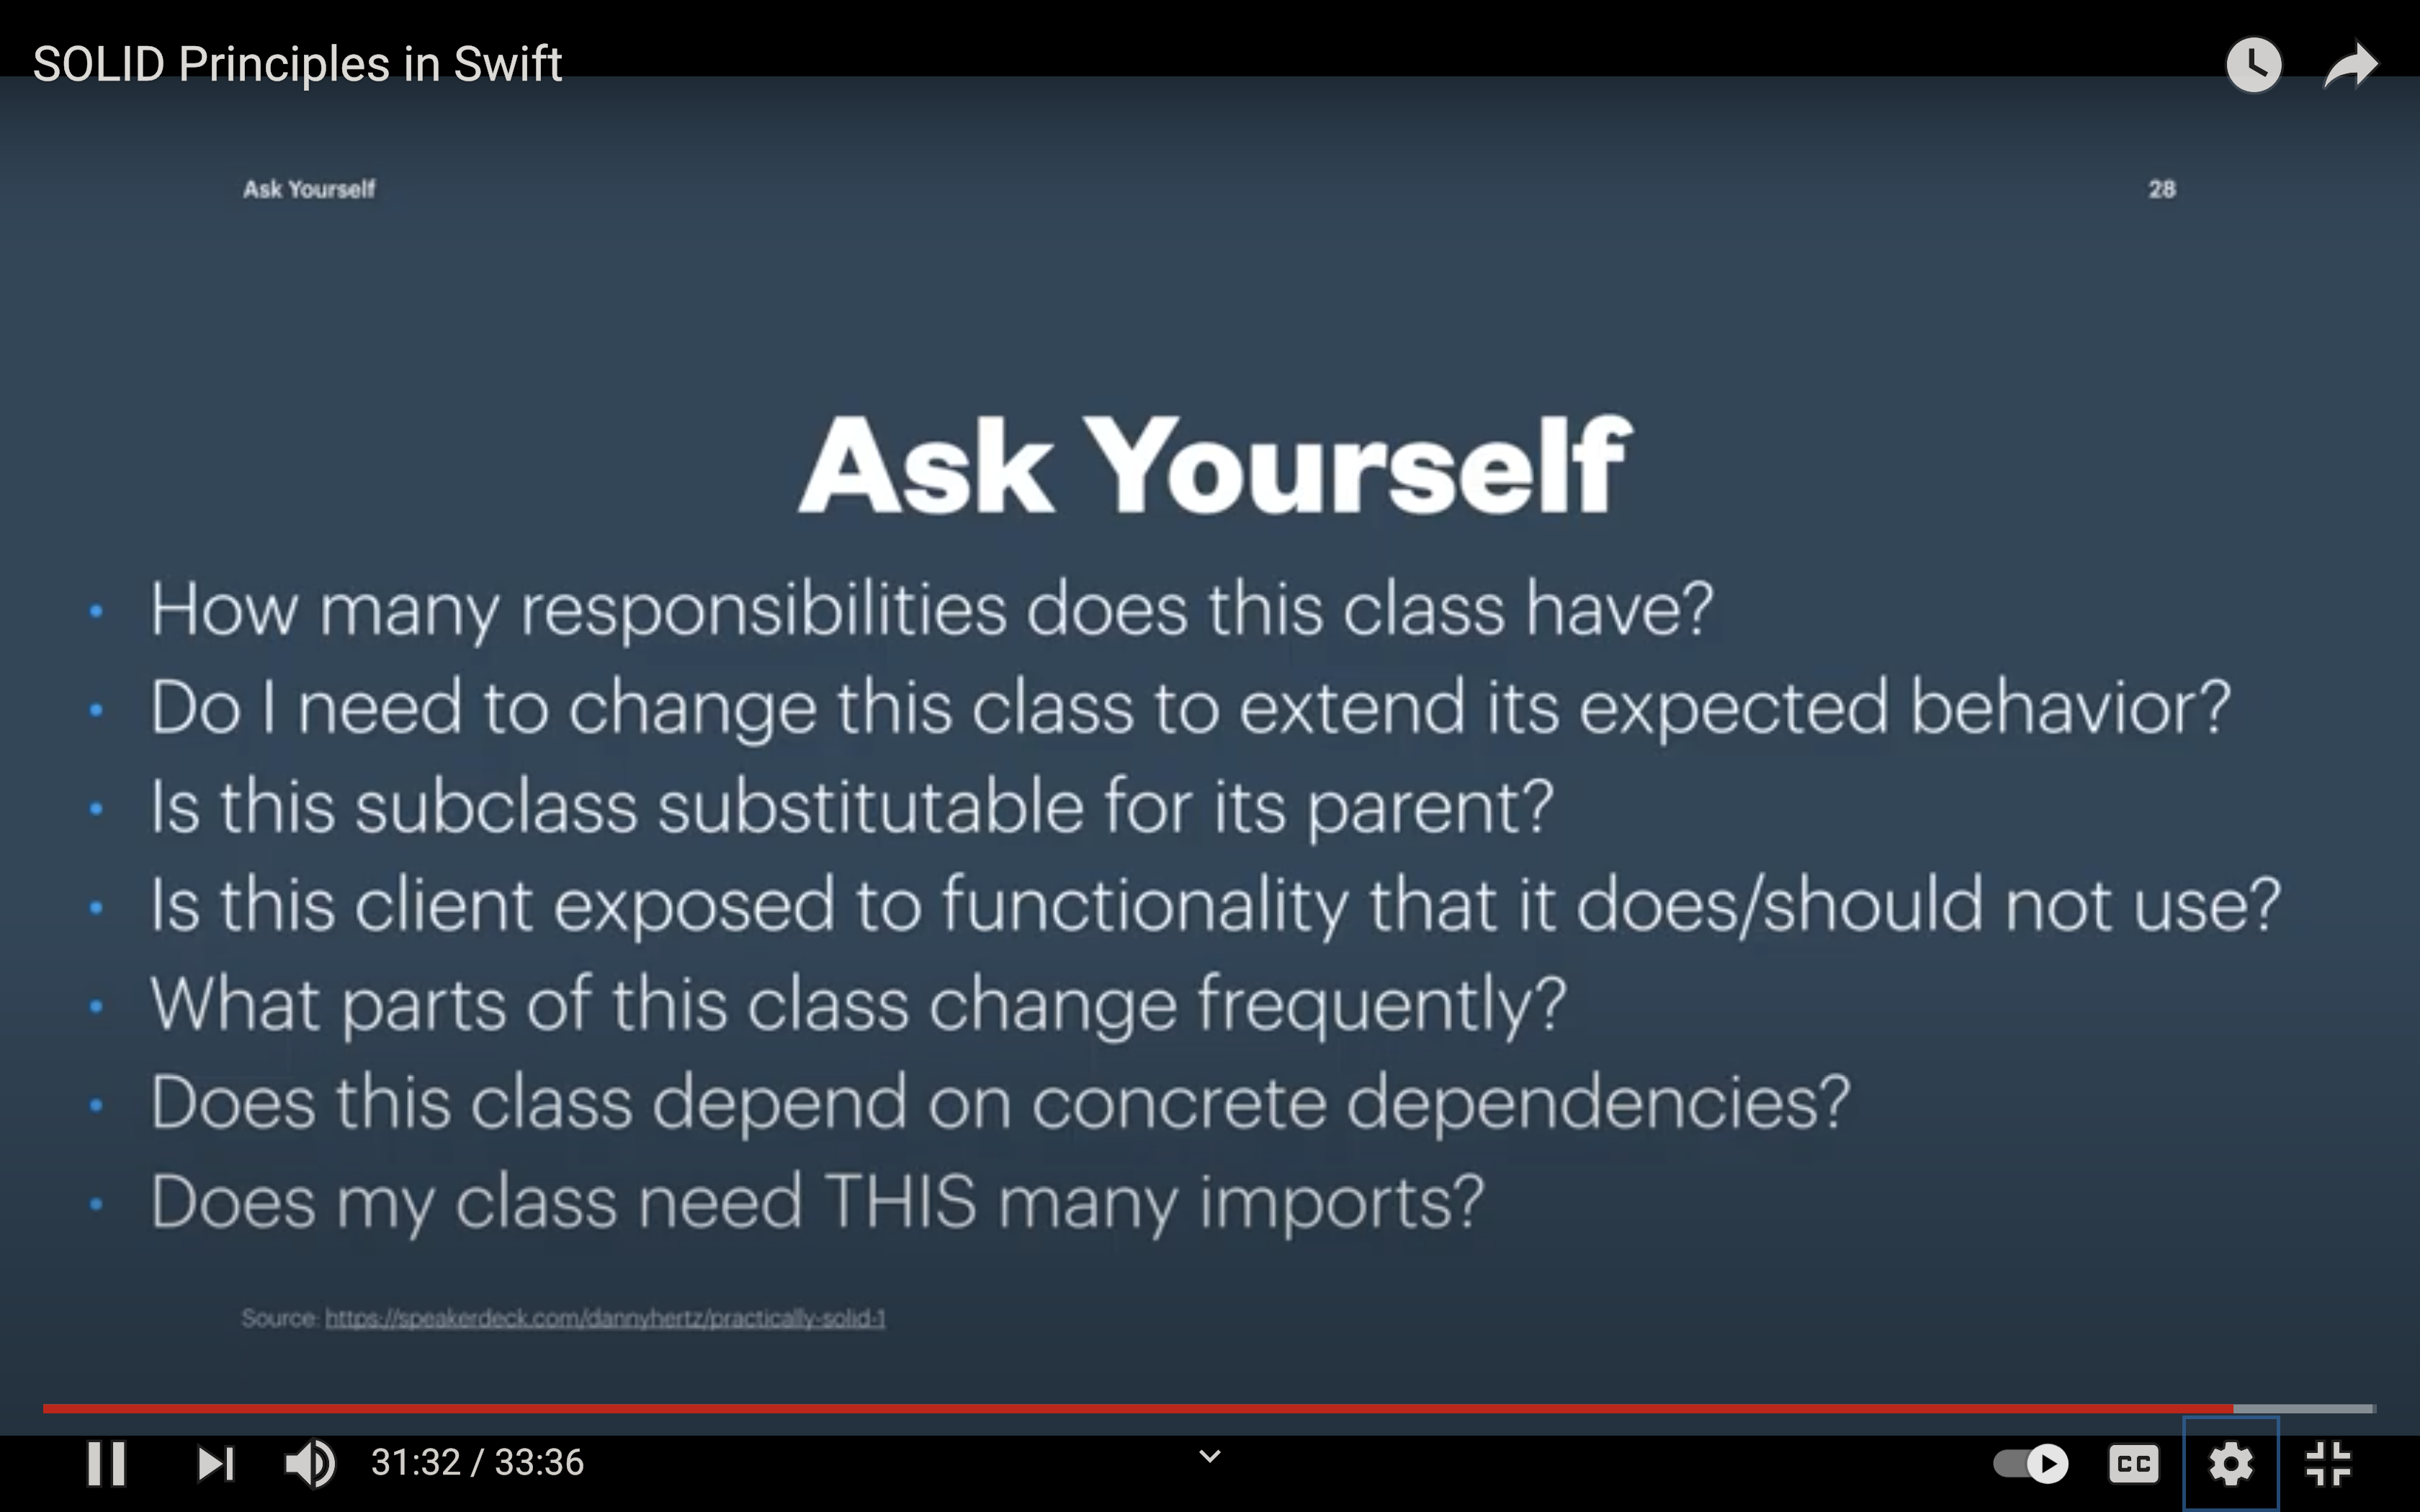 SOLID Principles in Swift
Ask Yourself
28
Ask Yourself
• How many responsibilities does this class have?
• Do I need to change this class to extend its expected behavior?
• Is this subclass substitutable for its parent?
• Is this client exposed to functionality that it does/should not use?
• What parts of this class change frequently?
• Does this class depend on concrete dependencies?
• Does my class need THIS many imports?
Source: https://speakerdeck.com/dannyhertz/practically-solid-1
31:32 / 33:36
CC